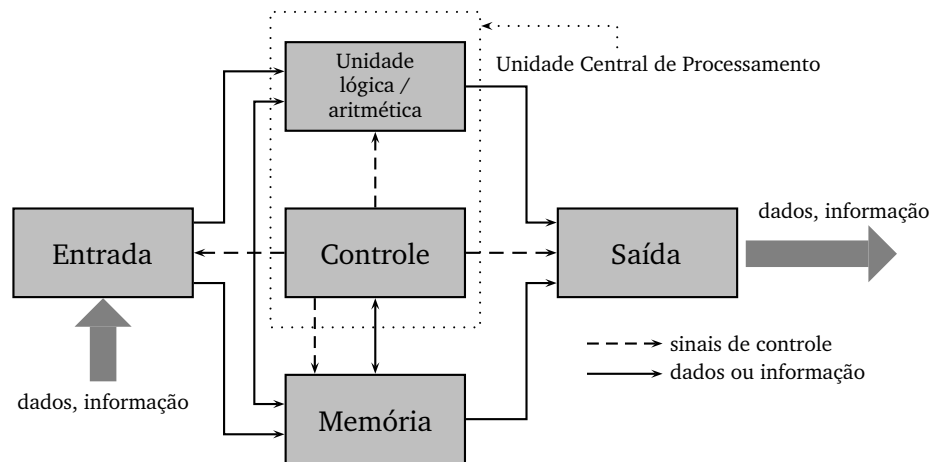 Unidade
lógica /
aritmética
Unidade Central de Processamento
Entrada
Controle
Saída
dados, informação
sinais de controle
dados ou informação
dados, informação
Memória